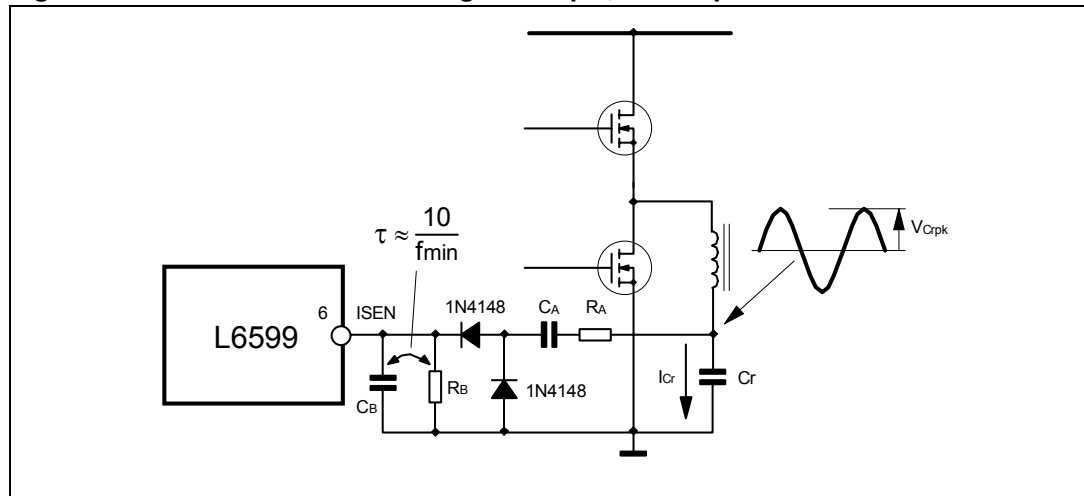 τ ≈ 10
fmin
VCrpk
6 ISEN
1N4148
CA
RA
L6599
CB
RB
1N4148
ICr
Cr